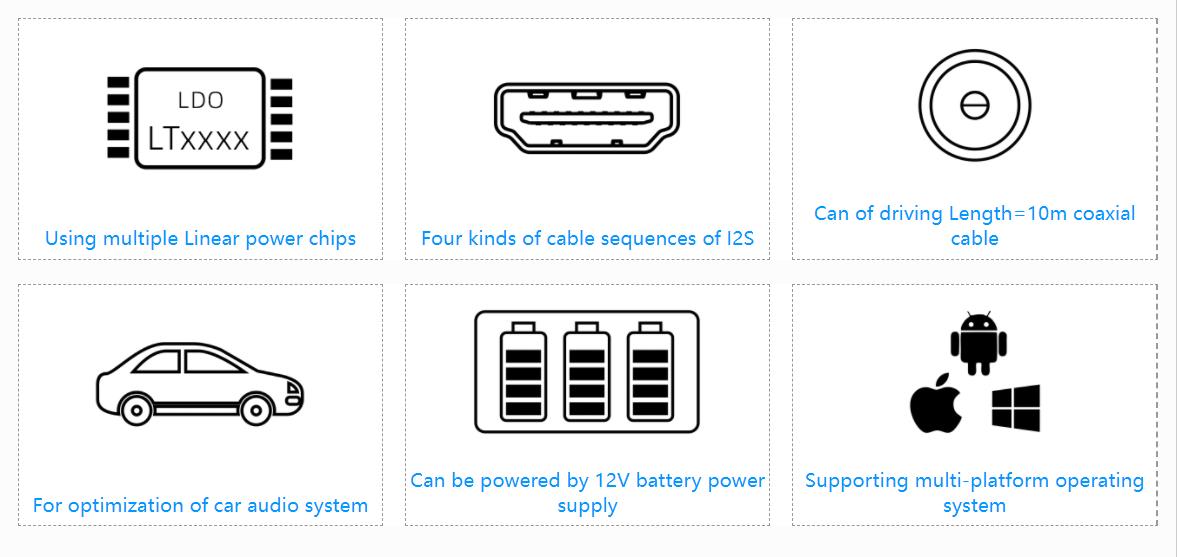 LDO
LTxxxx
Using multiple Linear power chips
Four kinds of cable sequences of I2S
Can of driving Length=10m coaxial
cable
For optimization of car audio system
Can be powered by 12V battery power
supply
Supporting multi-platform operating
system